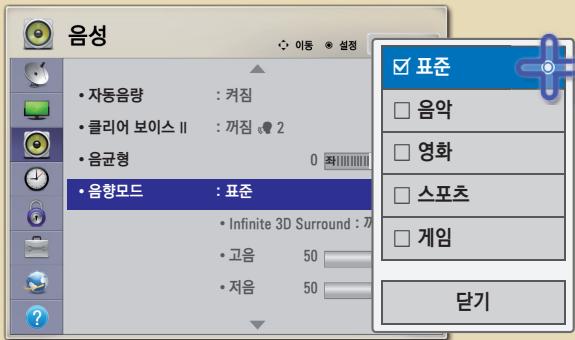 음성
이동 ◉ 설정
• 자동음량 : 켜짐
• 클리어 보이스 II : 꺼짐 2
• 음균형 0 좌
• 음향모드 : 표준
• Infinite 3D Surround :
• 고음 50
• 저음 50
?
☑ 표준
☐ 음악
☐ 영화
☐ 스포츠
☐ 게임
닫기